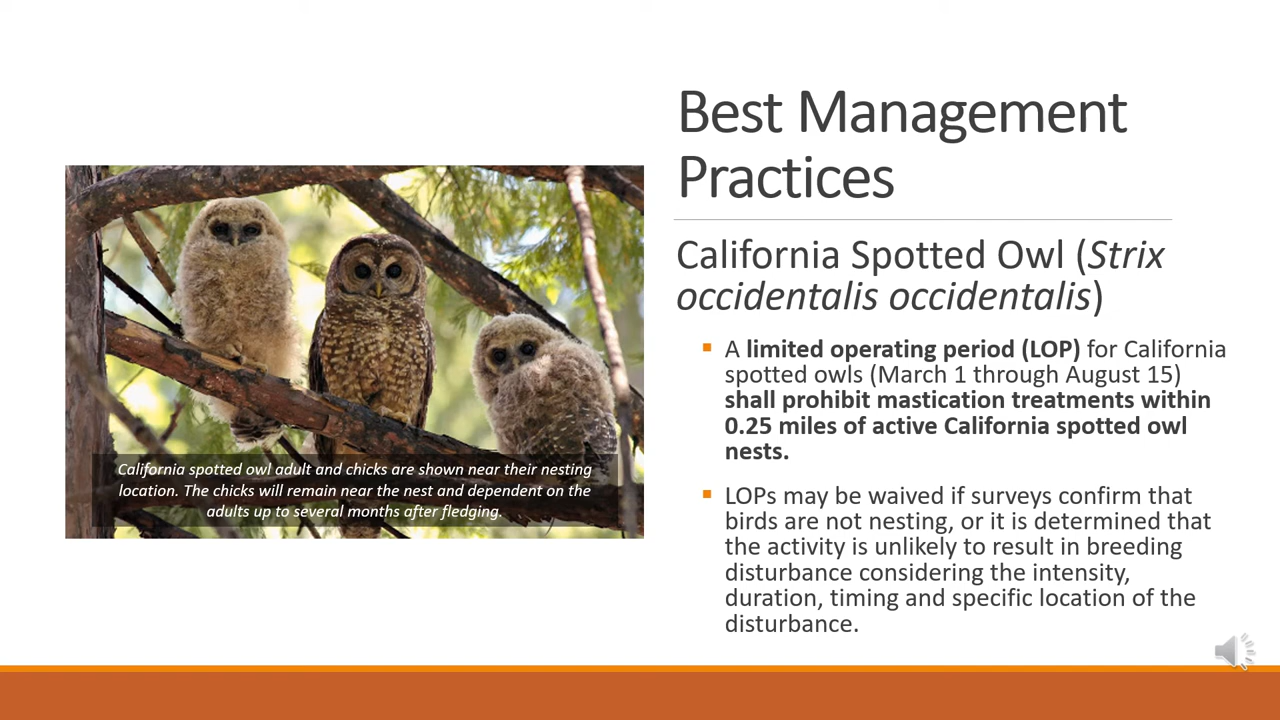 Best Management
Practices
California Spotted Owl (Strix
occidentalis occidentalis)
A limited operating period (LOP) for California
spotted owls (March 1 through August 15)
shall prohibit mastication treatments within
0.25 miles of active California spotted owl
nests.
LOPs may be waived if surveys confirm that
birds are not nesting, or it is determined that
the activity is unlikely to result in breeding
disturbance considering the intensity,
duration, timing and specific location of the
disturbance.
California spotted owl adult and chicks are shown near their nesting
location. The chicks will remain near the nest and dependent on the
adults up to several months after fledging.